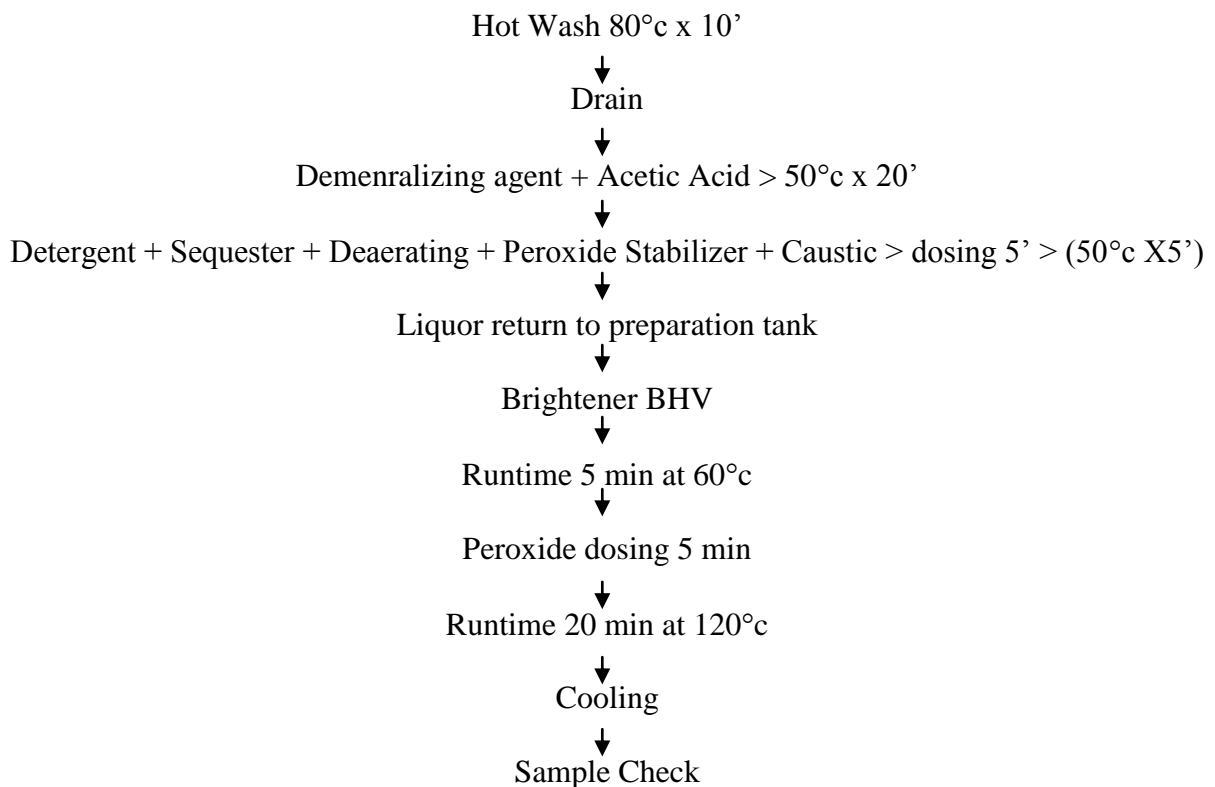 Hot Wash 80°c x 10’
Drain
Demenralizing agent + Acetic Acid > 50°c x 20’
Detergent + Sequester + Deaerating + Peroxide Stabilizer + Caustic > dosing 5’ > (50°c X5’)
Liquor return to preparation tank
Brightener BHV
Runtime 5 min at 60°c
Peroxide dosing 5 min
Runtime 20 min at 120°c
Cooling
Sample Check